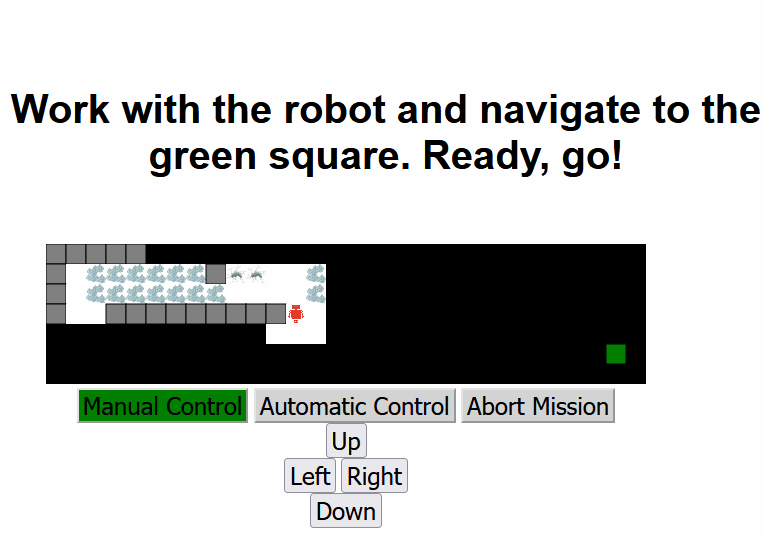 Work with the robot and navigate to the
green square. Ready, go!
Manual Control Automatic Control Abort Mission
Up
Left Right
Down